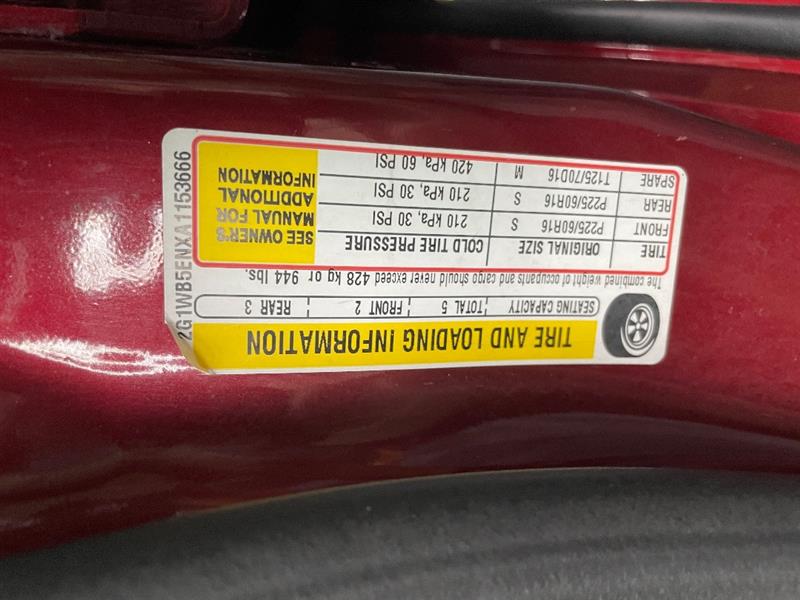 TIRE AND LOADING INFORMATION
SEATING CAPACITY TOTAL 5 FRONT 2 REAR 3
The combined weight of occupants and cargo should never exceed 428 kg or 944 lbs.
TIRE ORIGINAL SIZE COLD TIRE PRESSURE
FRONT P225/60R16 S 210 kPa, 30 PSI
REAR P225/60R16 S 210 kPa, 30 PSI
SPARE T125/70D16 M 420 kPa, 60 PSI
SEE OWNER'S
MANUAL FOR
ADDITIONAL
INFORMATION
2G1WB5ENXA1153666